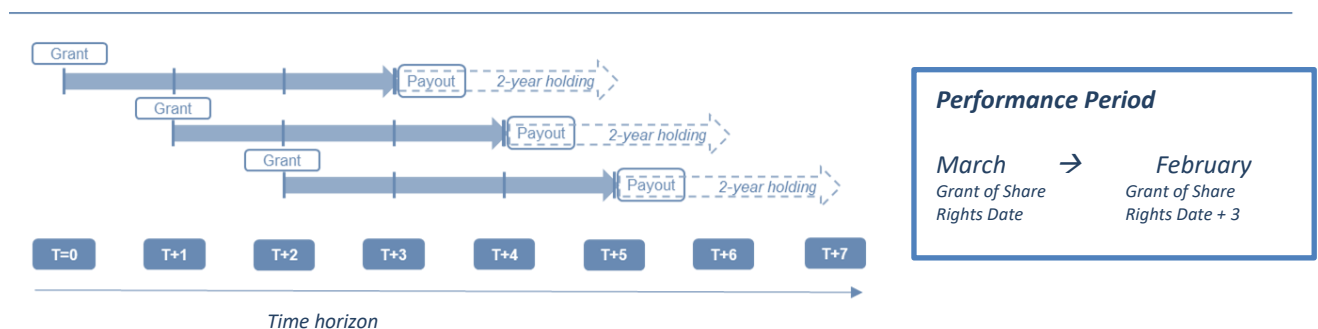 Grant
Payout 2-year holding
Grant
Payout 2-year holding
Grant
Payout 2-year holding
T=0 T+1 T+2 T+3 T+4 T+5 T+6 T+7
Time horizon
Performance Period
March → February
Grant of Share Grant of Share
Rights Date Rights Date + 3